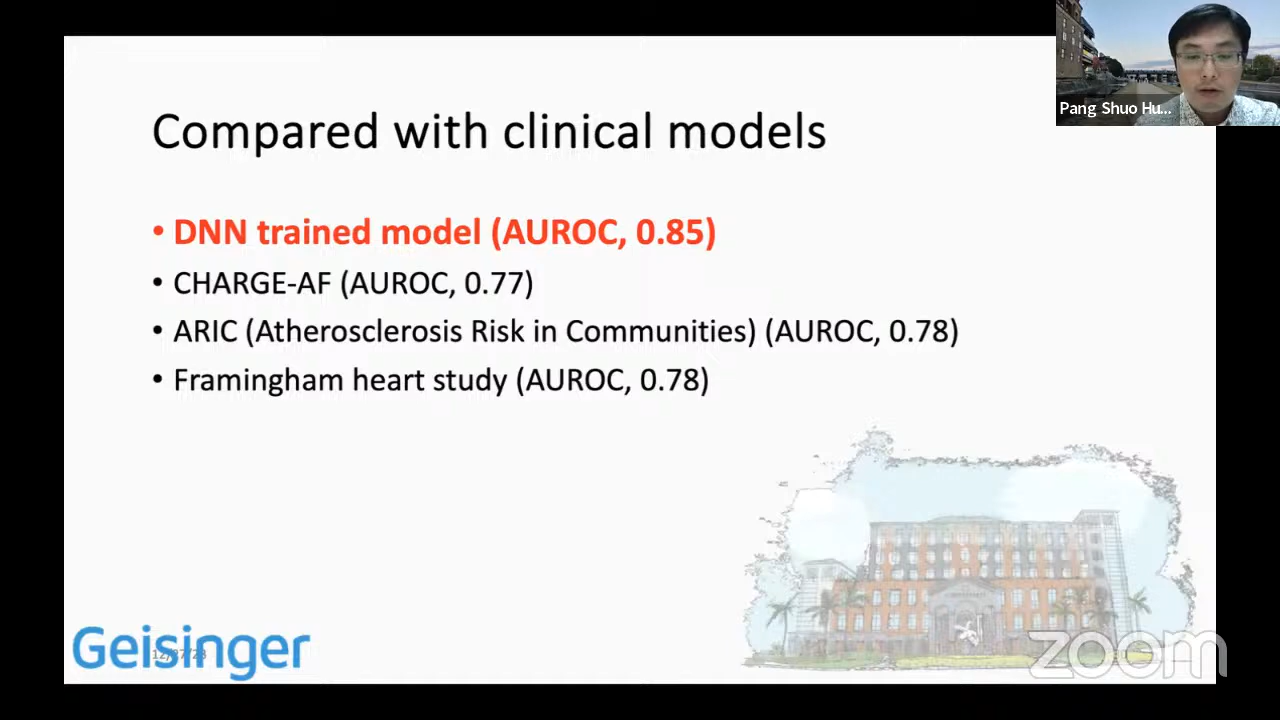 Pang Shuo Hu...
Compared with clinical models
• DNN trained model (AUROC, 0.85)
• CHARGE-AF (AUROC, 0.77)
• ARIC (Atherosclerosis Risk in Communities) (AUROC, 0.78)
• Framingham heart study (AUROC, 0.78)
Geisinger
zoom